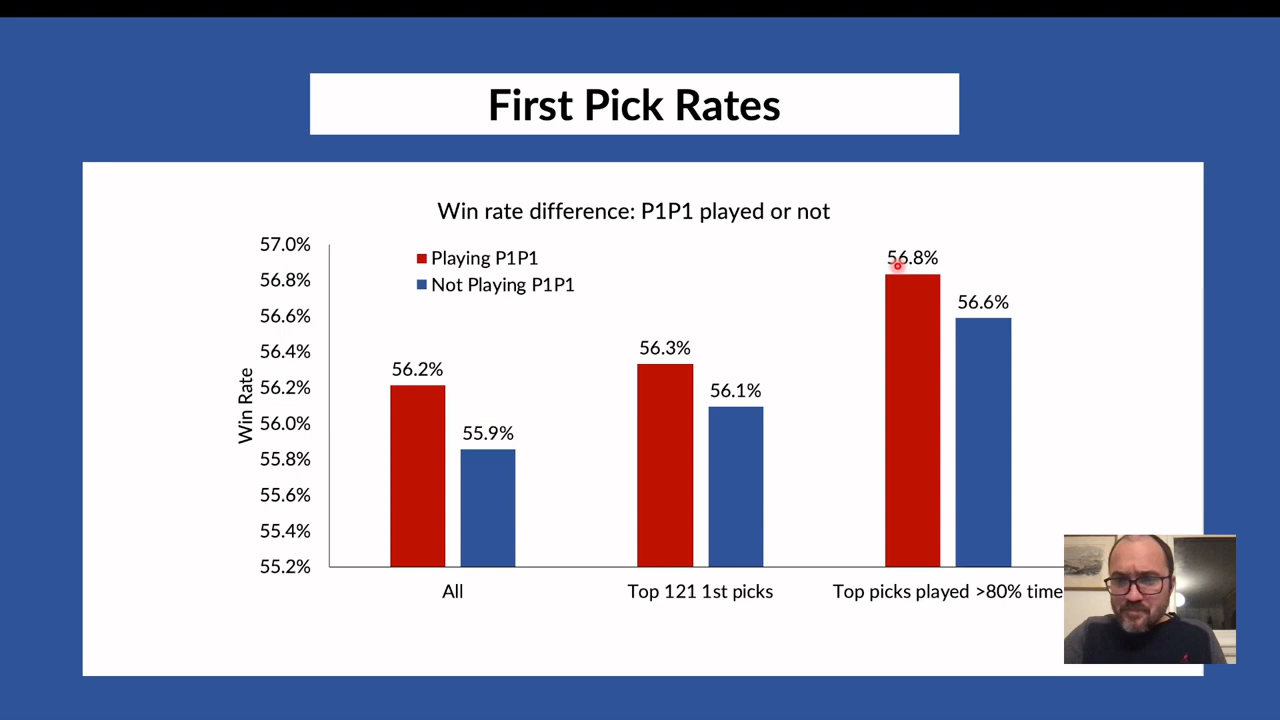 First Pick Rates
Win rate difference: P1P1 played or not
Playing P1P1
Not Playing P1P1
Win Rate
57.0%
56.8%
56.6%
56.4%
56.2%
56.0%
55.8%
55.6%
55.4%
55.2%
56.2%
55.9%
56.3%
56.1%
56.8%
56.6%
All
Top 121 1st picks
Top picks played >80% time